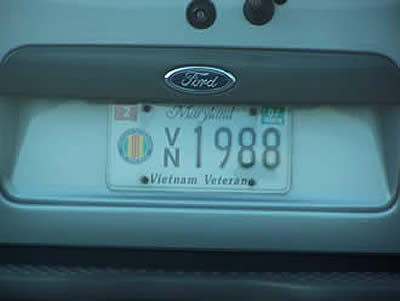 Ford
Maryland
VN 1988
Vietnam Veteran